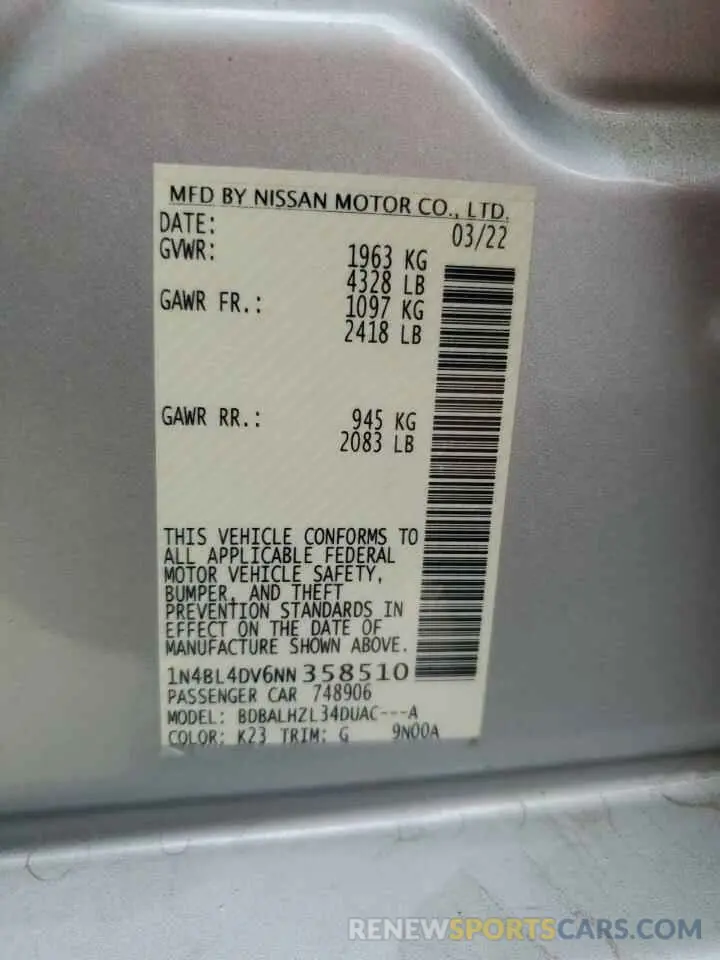 MFD BY NISSAN MOTOR CO., LTD.
DATE: 03/22
GVWR: 1963 KG
4328 LB
GAWR FR.: 1097 KG
2418 LB
GAWR RR.: 945 KG
2083 LB
THIS VEHICLE CONFORMS TO
ALL APPLICABLE FEDERAL
MOTOR VEHICLE SAFETY,
BUMPER, AND THEFT
PREVENTION STANDARDS IN
EFFECT ON THE DATE OF
MANUFACTURE SHOWN ABOVE.
1N4BL4DV6NN358510
PASSENGER CAR 748906
MODEL: BDBALHZL34DUAC---A
COLOR: K23 TRIM: G 9N00A
RENEWSPORTSCARS.COM